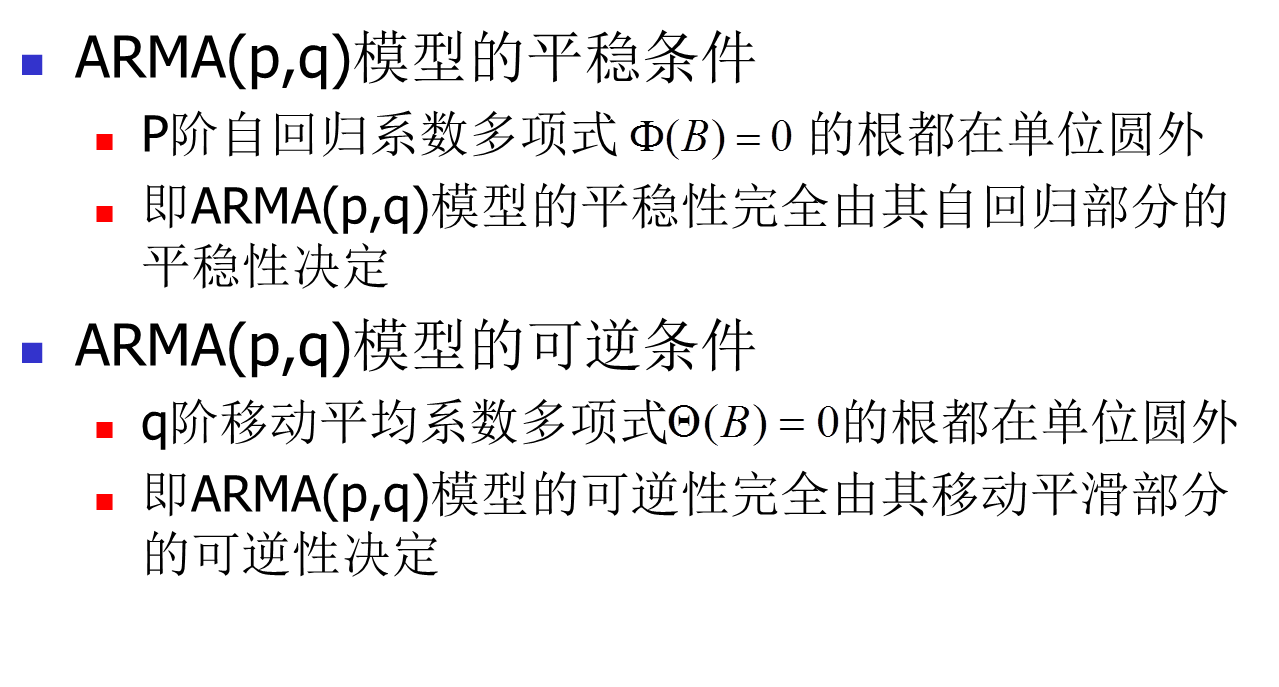 ARMA(p,q)模型的平稳条件
P阶自回归系数多项式 Φ(B) = 0 的根都在单位圆外
即ARMA(p,q)模型的平稳性完全由其自回归部分的
平稳性决定
ARMA(p,q)模型的可逆条件
q阶移动平均系数多项式Θ(B) = 0的根都在单位圆外
即ARMA(p,q)模型的可逆性完全由其移动平滑部分
的可逆性决定